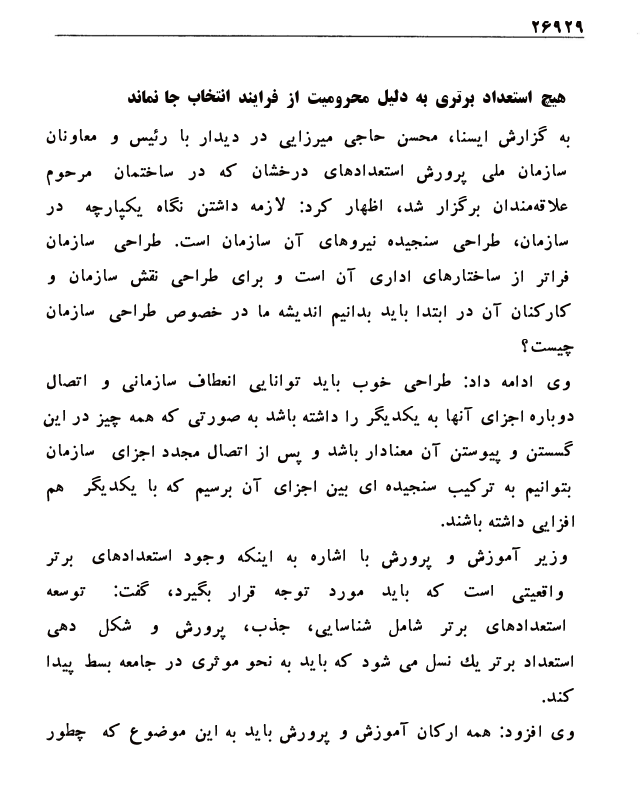 ۲۶۹۲۹
هیچ استعداد برتری به دلیل محرومیت از فرایند انتخاب جا نماند
به گزارش ایسنا، محسن حاجی میرزایی در دیدار با رئیس و معاونان
سازمان ملی پرورش استعدادهای درخشان که در ساختمان مرحوم
علاقه‌مندان برگزار شد، اظهار کرد: لازمه داشتن نگاه یکپارچه در
سازمان، طراحی سنجیده نیروهای آن سازمان است. طراحی سازمان
فراتر از ساختارهای اداری آن است و برای طراحی نقش سازمان و
کارکنان آن در ابتدا باید بدانیم اندیشه ما در خصوص طراحی سازمان
چیست؟
وی ادامه داد: طراحی خوب باید توانایی انعطاف سازمانی و اتصال
دوباره اجزای آنها به یکدیگر را داشته باشد به صورتی که همه چیز در این
گسستن و پیوستن آن معنادار باشد و پس از اتصال مجدد اجزای سازمان
بتوانیم به ترکیب سنجیده ای بین اجزای آن برسیم که با یکدیگر هم
افزایی داشته باشند.
وزیر آموزش و پرورش با اشاره به اینکه وجود استعدادهای برتر
واقعیتی است که باید مورد توجه قرار بگیرد، گفت: توسعه
استعدادهای برتر شامل شناسایی، جذب، پرورش و شکل دهی
استعداد برتر یك نسل می شود که باید به نحو موثری در جامعه بسط پیدا
کند.
وی افزود: همه ارکان آموزش و پرورش باید به این موضوع که چطور